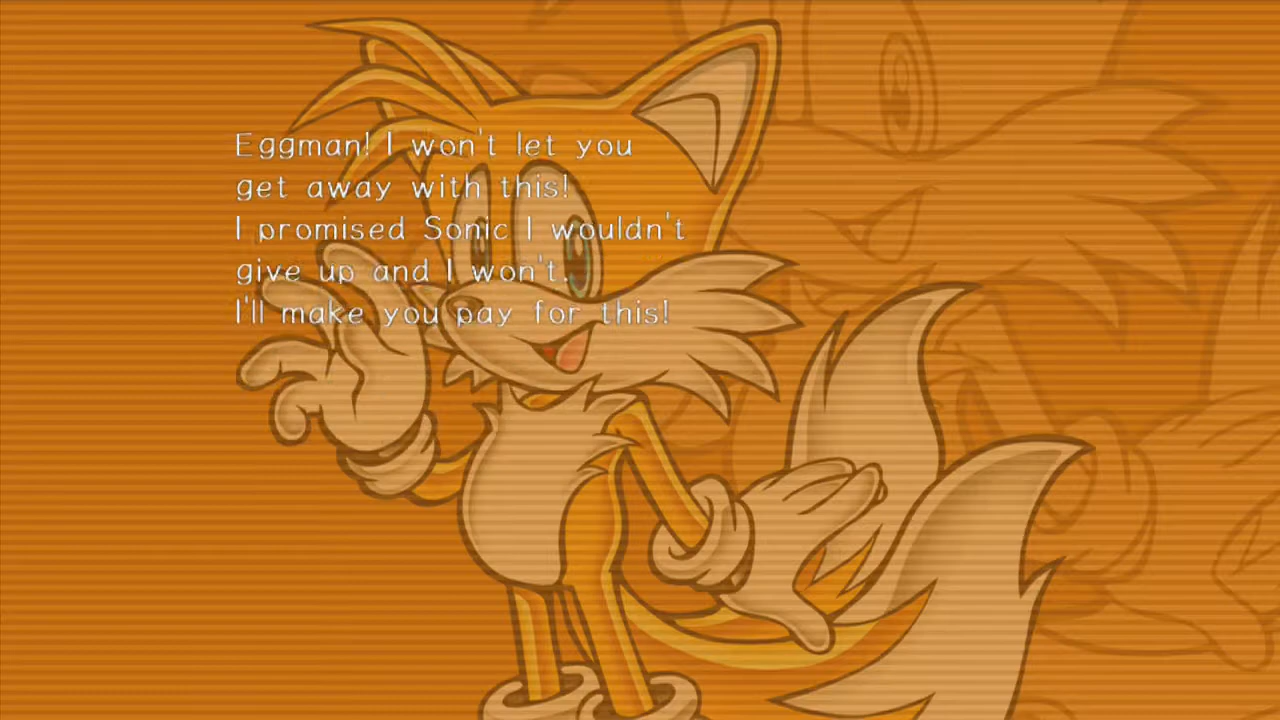 Eggman! I won't let you
get away with this!
I promised Sonic I wouldn't
give up and I won't.
I'll make you pay for this!